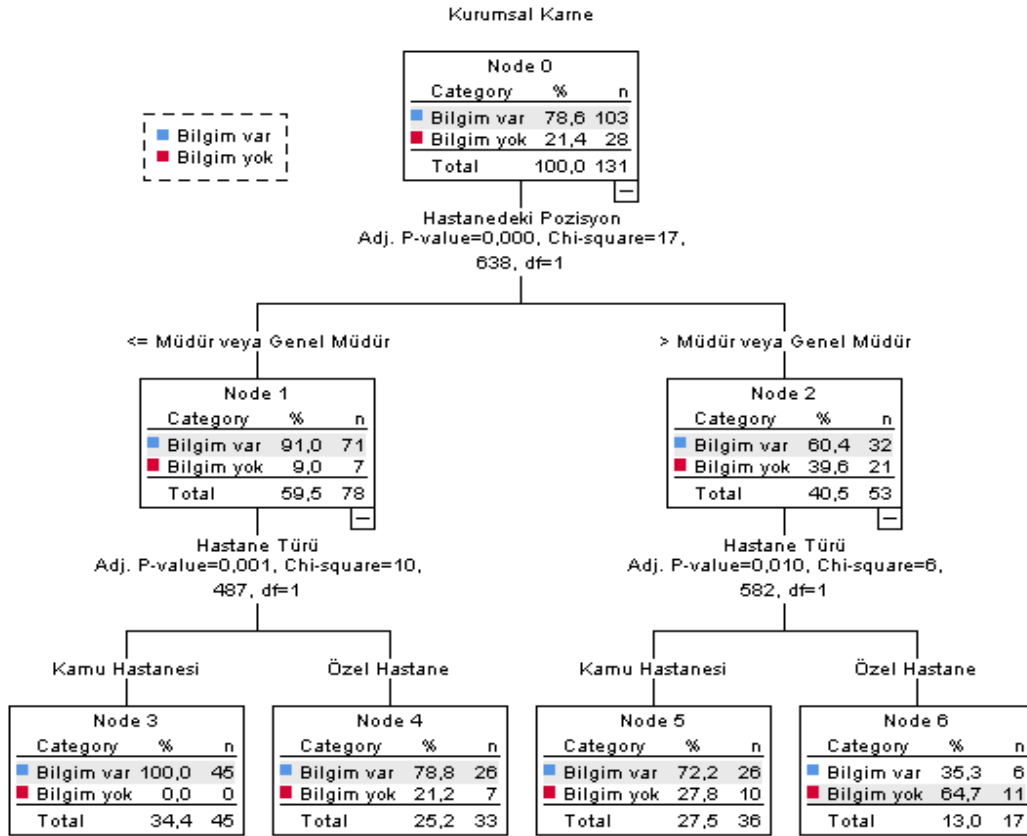 Kurumsal Karne
Bilgim var
Bilgim yok
Node 0
Category % n
Bilgim var 78,6 103
Bilgim yok 21,4 28
Total 100,0 131
Hastanedeki Pozisyon
Adj. P-value=0,000, Chi-square=17,
638, df=1
<= Müdür veya Genel Müdür
> Müdür veya Genel Müdür
Node 1
Category % n
Bilgim var 91,0 71
Bilgim yok 9,0 7
Total 59,5 78
Node 2
Category % n
Bilgim var 60,4 32
Bilgim yok 39,6 21
Total 40,5 53
Hastane Türü
Adj. P-value=0,001, Chi-square=10,
487, df=1
Hastane Türü
Adj. P-value=0,010, Chi-square=6,
582, df=1
Kamu Hastanesi
Özel Hastane
Kamu Hastanesi
Özel Hastane
Node 3
Category % n
Bilgim var 100,0 45
Bilgim yok 0,0 0
Total 34,4 45
Node 4
Category % n
Bilgim var 78,8 26
Bilgim yok 21,2 7
Total 25,2 33
Node 5
Category % n
Bilgim var 72,2 26
Bilgim yok 27,8 10
Total 27,5 36
Node 6
Category % n
Bilgim var 35,3 6
Bilgim yok 64,7 11
Total 13,0 17